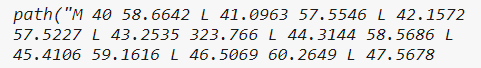 path("M 40 58.6642 L 41.0963 57.5546 L 42.1572
57.5227 L 43.2535 323.766 L 44.3144 58.5686 L
45.4106 59.1616 L 46.5069 60.2649 L 47.5678